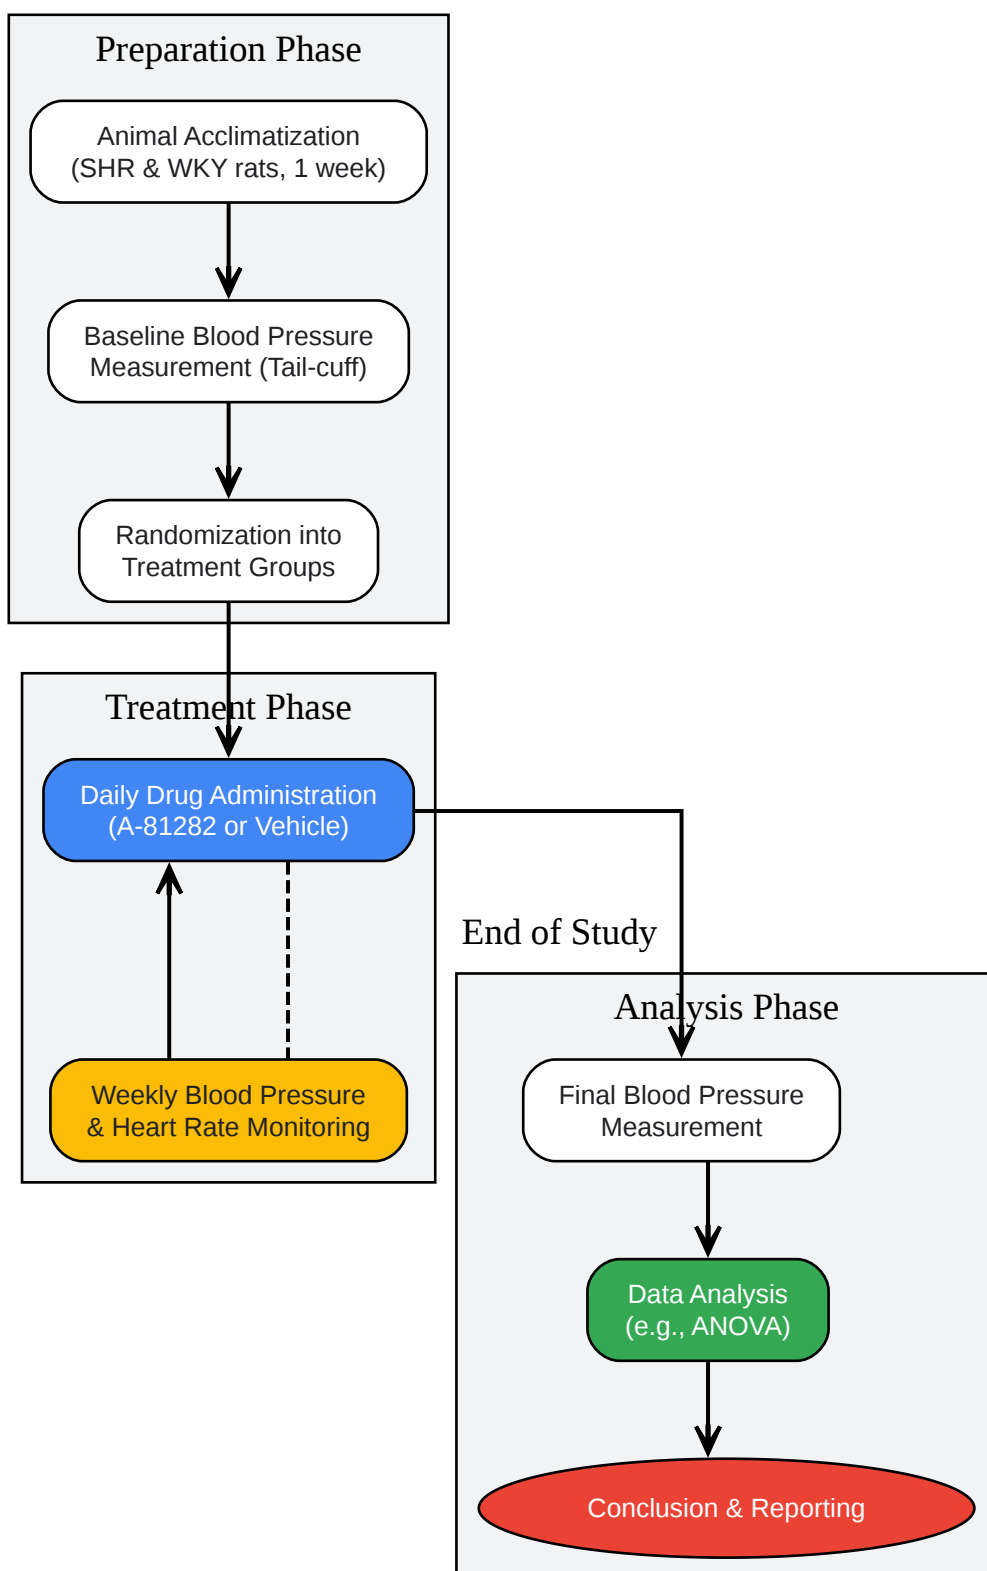 Preparation Phase
Animal Acclimatization
(SHR & WKY rats, 1 week)
Baseline Blood Pressure
Measurement (Tail-cuff)
Randomization into
Treatment Groups
Treatment Phase
Daily Drug Administration
(A-81282 or Vehicle)
Weekly Blood Pressure
& Heart Rate Monitoring
End of Study
Analysis Phase
Final Blood Pressure
Measurement
Data Analysis
(e.g., ANOVA)
Conclusion & Reporting